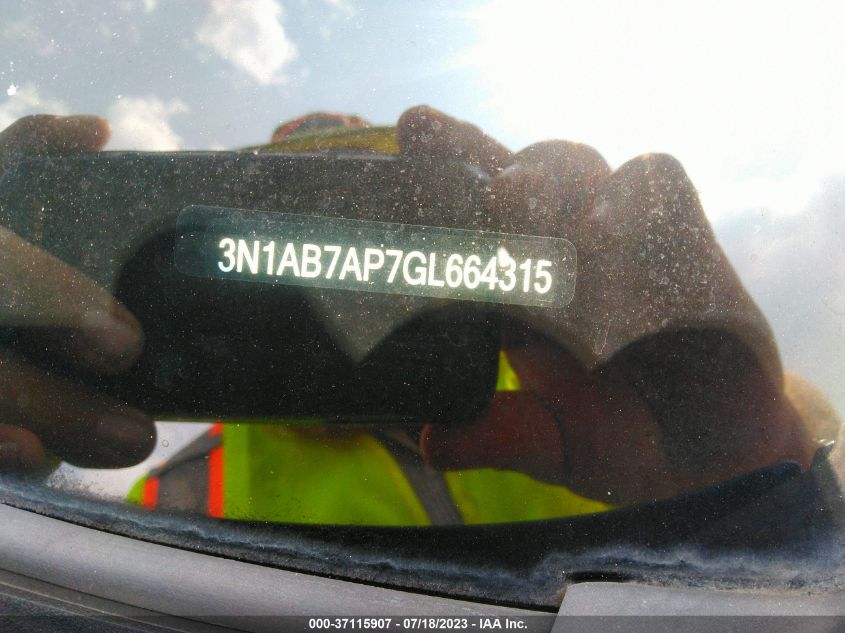 3N1AB7AP7GL664315
000-37115907 / 07/18/2023 - IAA Inc.